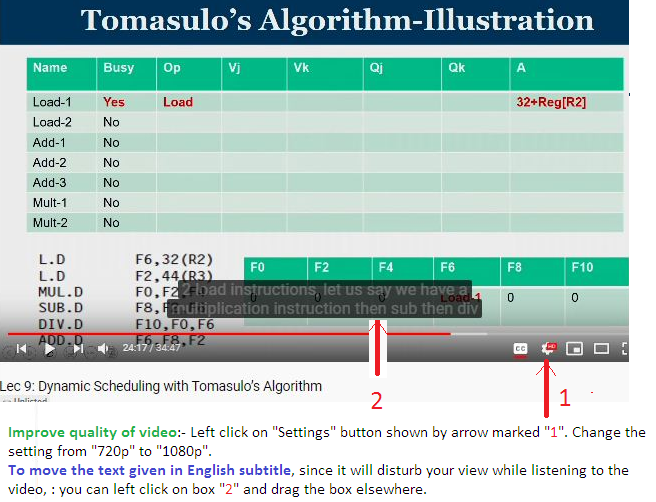 Tomasulo's Algorithm-Illustration
Name Busy Op Vj Vk Qj Qk A
Load-1 Yes Load 32+Reg[R2]
Load-2 No
Add-1 No
Add-2 No
Add-3 No
Mult-1 No
Mult-2 No
L.D F6,32(R2)
L.D F2,44(R3)
MUL.D F0,F2,F4
SUB.D F8,
DIV.D F10,F0,F6
ADD.D F6,F8,F2
F0 F2 F4 F6 F8 F10
0 0 0 Load-1 0 0
2 load instructions, let us say we have a
multiplication instruction then sub then div
24:17 / 34:47
CC HD
Lec 9: Dynamic Scheduling with Tomasulo's Algorithm
2
1
Improve quality of video:- Left click on "Settings" button shown by arrow marked "1". Change the
setting from "720p" to "1080p".
To move the text given in English subtitle, since it will disturb your view while listening to the
video, : you can left click on box "2" and drag the box elsewhere.